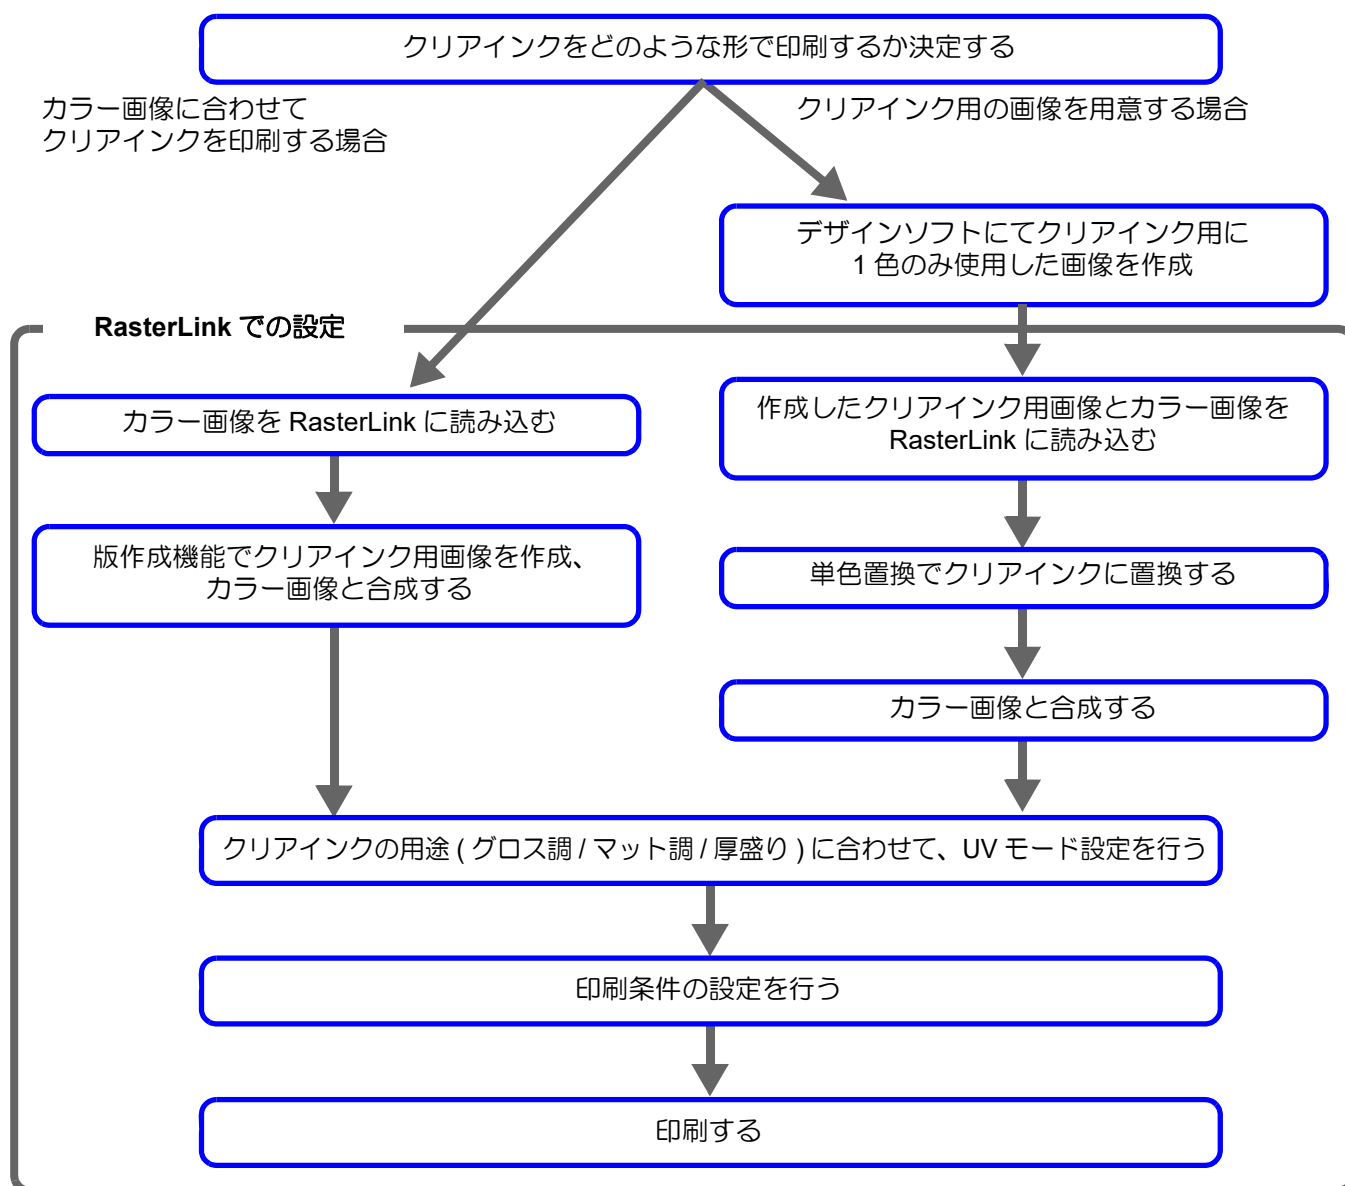 クリアインクをどのような形で印刷するか決定する
カラー画像に合わせて
クリアインクを印刷する場合
クリアインク用の画像を用意する場合
デザインソフトにてクリアインク用に
1 色のみ使用した画像を作成
RasterLink での設定
カラー画像を RasterLink に読み込む
作成したクリアインク用画像とカラー画像を
RasterLink に読み込む
版作成機能でクリアインク用画像を作成、
カラー画像と合成する
単色置換でクリアインクに置換する
カラー画像と合成する
クリアインクの用途 ( グロス調 / マット調 / 厚盛り ) に合わせて、UV モード設定を行う
印刷条件の設定を行う
印刷する